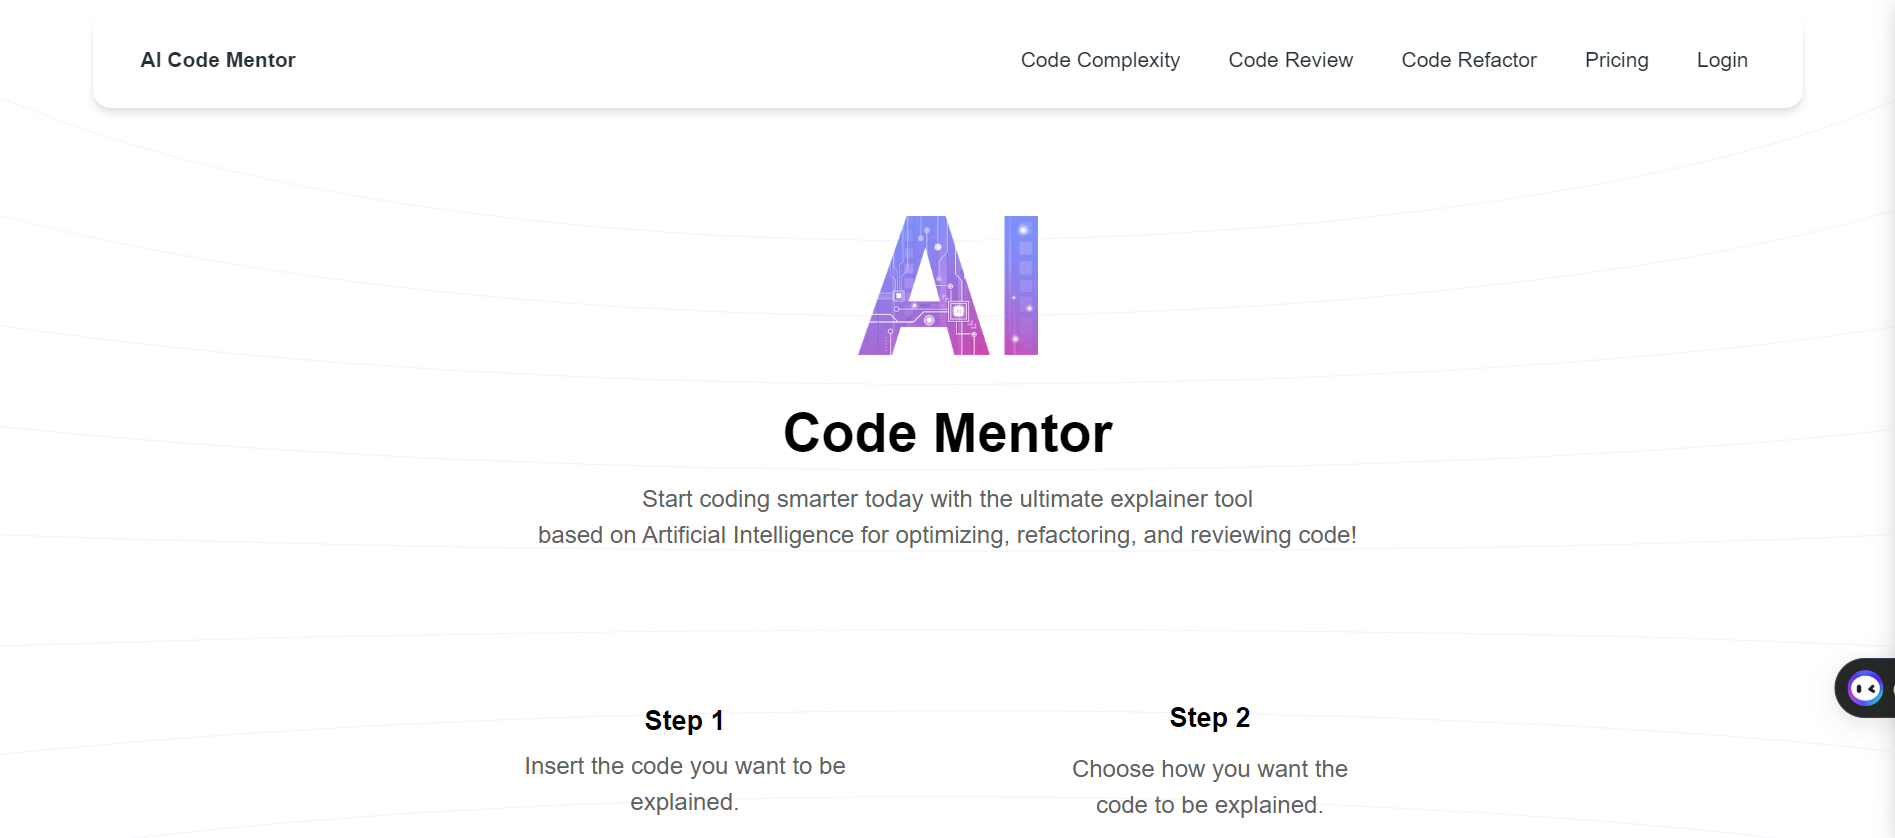 AI Code Mentor
Code Complexity
Code Review
Code Refactor
Pricing
Login
AI
Code Mentor
Start coding smarter today with the ultimate explainer tool
based on Artificial Intelligence for optimizing, refactoring, and reviewing code!
Step 1
Insert the code you want to be
explained.
Step 2
Choose how you want the
code to be explained.